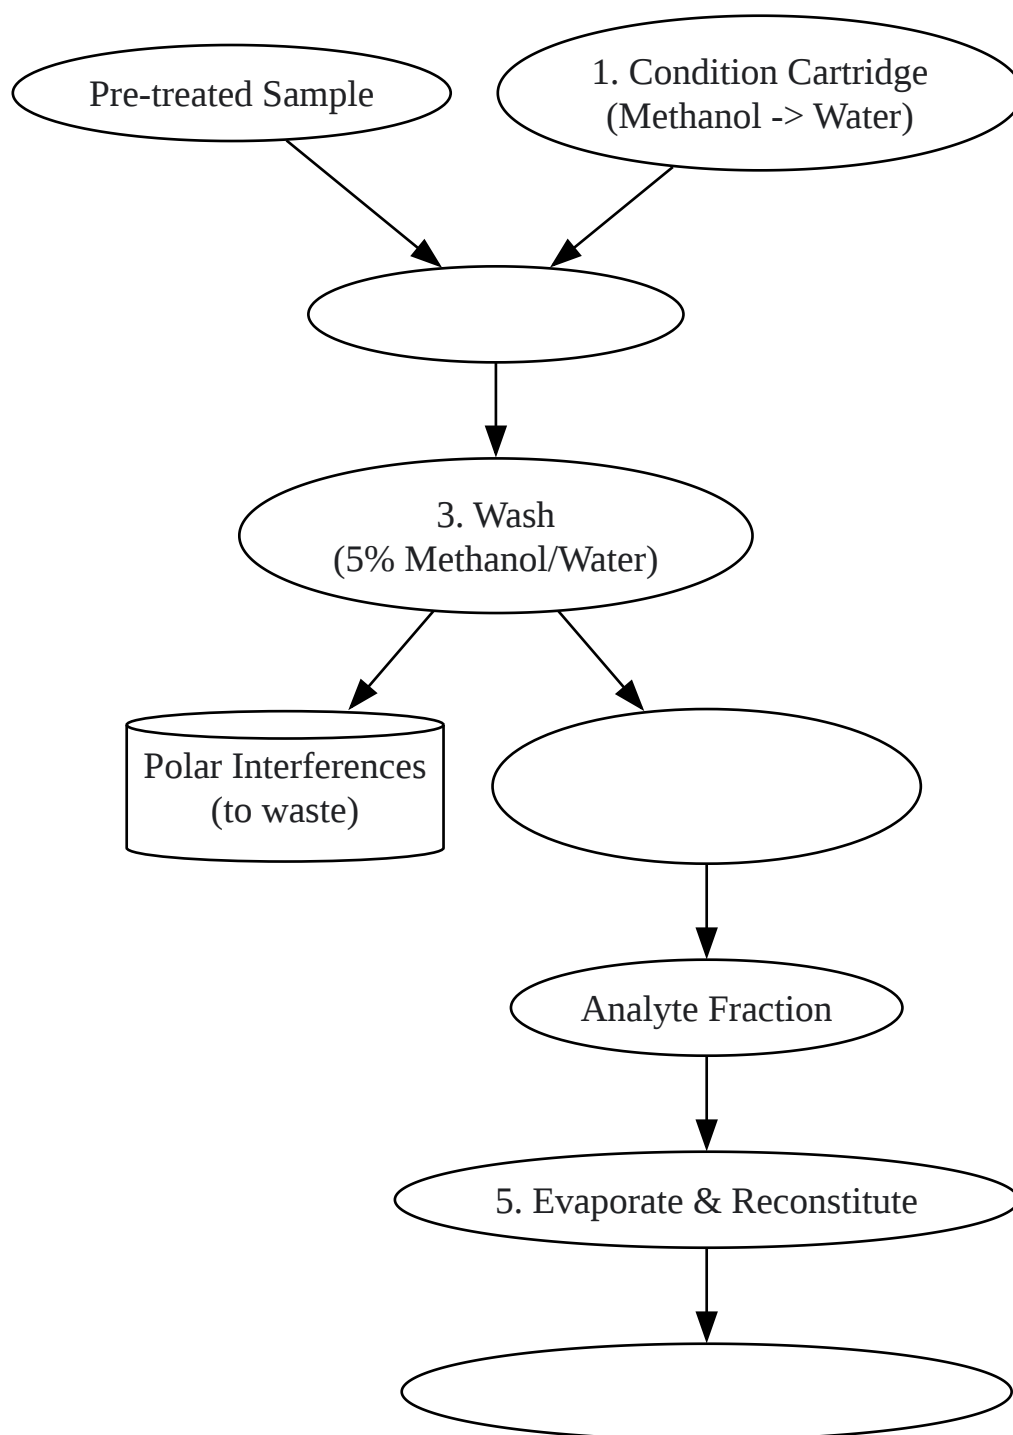 Pre-treated Sample
1. Condition Cartridge
(Methanol -> Water)
3. Wash
(5% Methanol/Water)
Polar Interferences
(to waste)
Analyte Fraction
5. Evaporate & Reconstitute